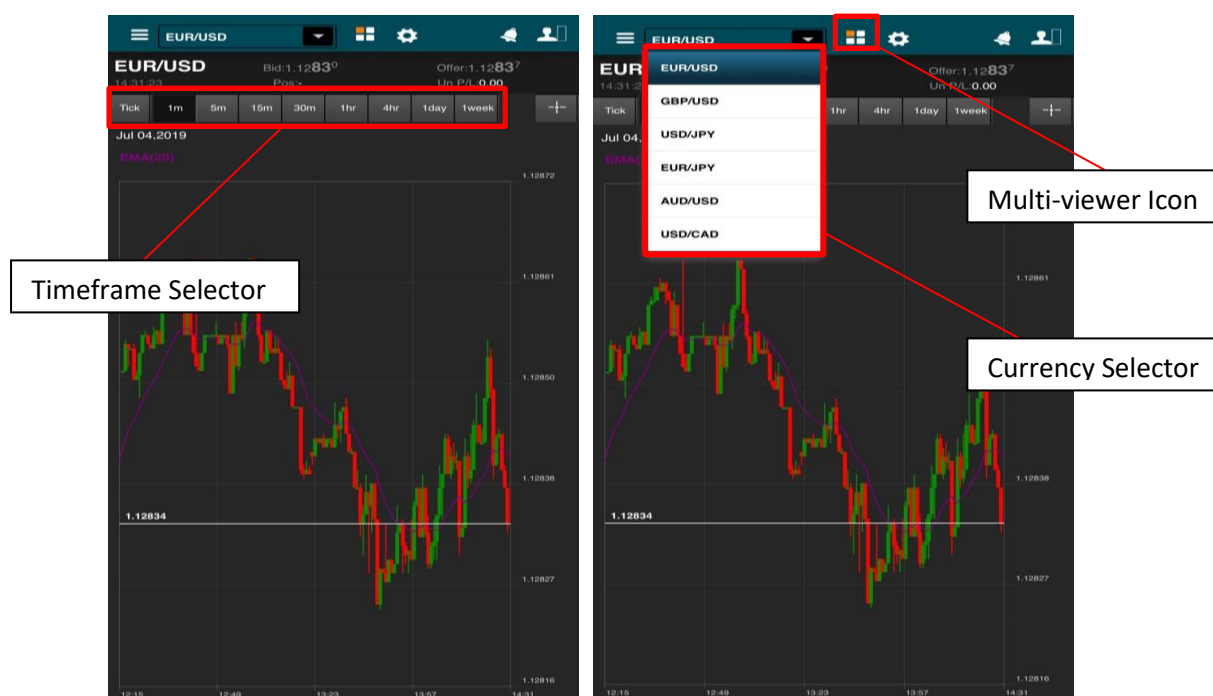 EUR/USD
EUR/USD
Bid:1.1283⁰
Offer:1.1283⁷
14:31:23
Pos:-
Un P/L:0.00
Tick 1m 5m 15m 30m 1hr 4hr 1day 1week
Jul 04,2019
EMA(20)
1.12872
1.12861
1.12850
1.12838
1.12834
1.12827
1.12816
12:15 12:49 13:23 13:57 14:31
Timeframe Selector
EUR/USD
EUR
Offer:1.1283⁷
14:31:2
Un P/L:0.00
Tick 1hr 4hr 1day 1week
Jul 04,
EUR/USD
GBP/USD
USD/JPY
EUR/JPY
AUD/USD
USD/CAD
1.12861
1.12838
1.12834
1.12827
1.12816
12:15 12:49 13:23 13:57 14:31
Multi-viewer Icon
Currency Selector